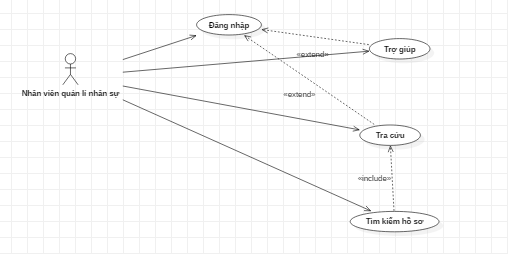 Đăng nhập
Trợ giúp
«extend»
Nhân viên quản lí nhân sự
«extend»
Tra cứu
«include»
Tìm kiếm hồ sơ